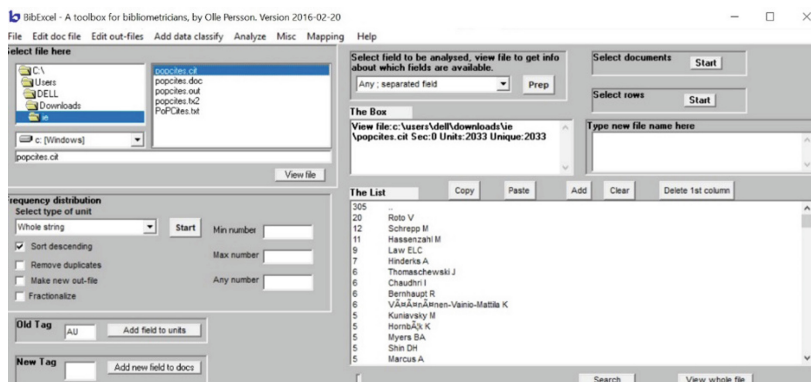 BibExcel - A toolbox for bibliometricians, by Olle Persson. Version 2016-02-20
File Edit doc file Edit out-files Add data classify Analyze Misc Mapping Help
Select file here
C:\
Users
DELL
Downloads
ie
c: [Windows]
popcites.cit
popcites.doc
popcites.out
popcites.tx2
PoPCites.txt
popcites.cit
View file
Frequency distribution
Select type of unit
Whole string
Start
Sort descending
Remove duplicates
Make new out-file
Fractionalize
Min number
Max number
Any number
Old Tag
AU
Add field to units
New Tag
Add new field to docs
Select field to be analysed, view file to get info
about which fields are available.
Any ; separated field
Prep
The Box
View file:c:\users\dell\downloads\ie
\popcites.cit Sec:0 Units:2033 Unique:2033
Select documents
Start
Select rows
Start
Type new file name here
The List
Copy
Paste
Add
Clear
Delete 1st column
305 ..
20 Roto V
12 Schrepp M
11 Hassenzahl M
9 Law ELC
7 Hinderks A
6 Thomaschewski J
6 Chaudhri I
6 Bernhaupt R
6 VÃ¤Ã¤nÃ¤nen-Vainio-Mattila K
5 Kuniavsky M
5 HornbÃ¦k K
5 Myers BA
5 Shin DH
5 Marcus A
Search
View whole file